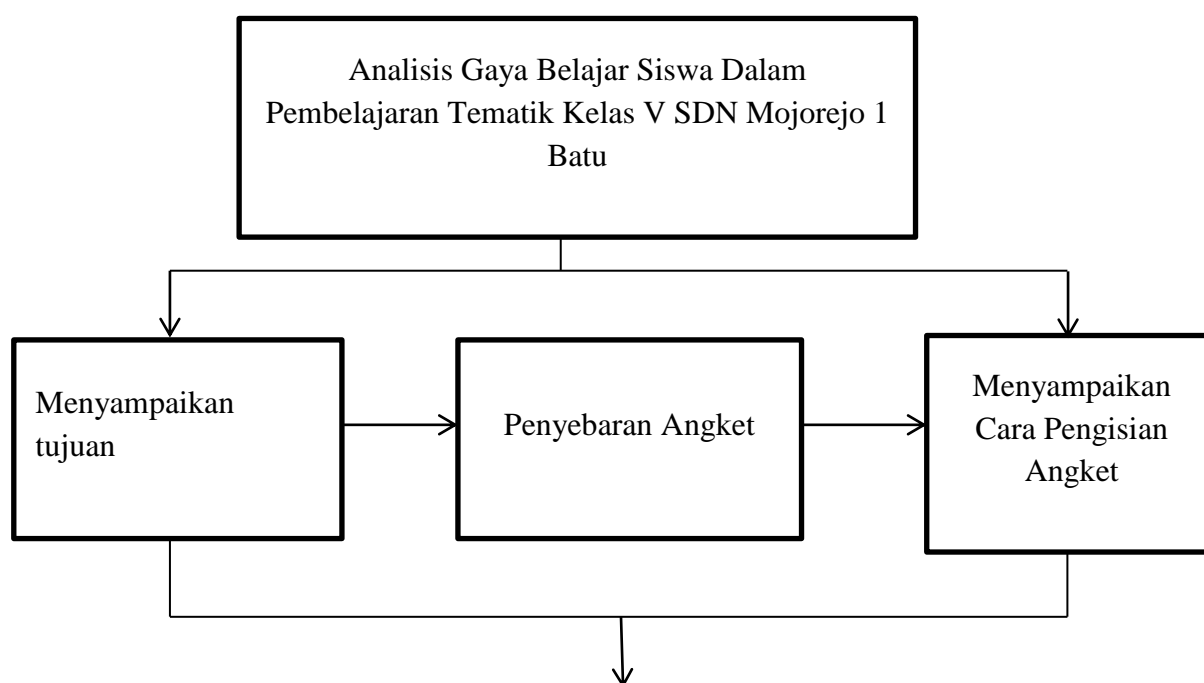 Analisis Gaya Belajar Siswa Dalam
Pembelajaran Tematik Kelas V SDN Mojorejo 1
Batu
Menyampaikan
tujuan
Penyebaran Angket
Menyampaikan
Cara Pengisian
Angket